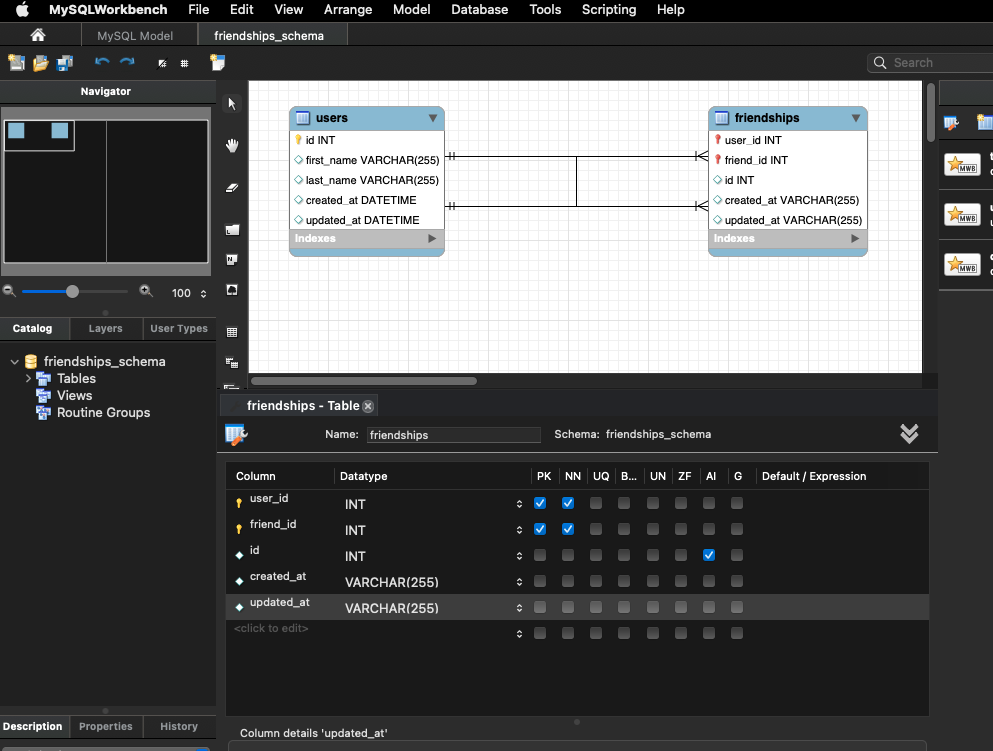 MySQLWorkbench File Edit View Arrange Model Database Tools Scripting Help
MySQL Model friendships_schema
Search
Navigator
users
id INT
first_name VARCHAR(255)
last_name VARCHAR(255)
created_at DATETIME
updated_at DATETIME
Indexes
friendships
user_id INT
friend_id INT
id INT
created_at VARCHAR(255)
updated_at VARCHAR(255)
Indexes
MWB
MWB
MWB
100
Catalog Layers User Types
friendships_schema
Tables
Views
Routine Groups
friendships - Table
Name: friendships Schema: friendships_schema
Column Datatype PK NN UQ B... UN ZF AI G Default / Expression
user_id INT
friend_id INT
id INT
created_at VARCHAR(255)
updated_at VARCHAR(255)
<click to edit>
Description Properties History
Column details 'updated_at'